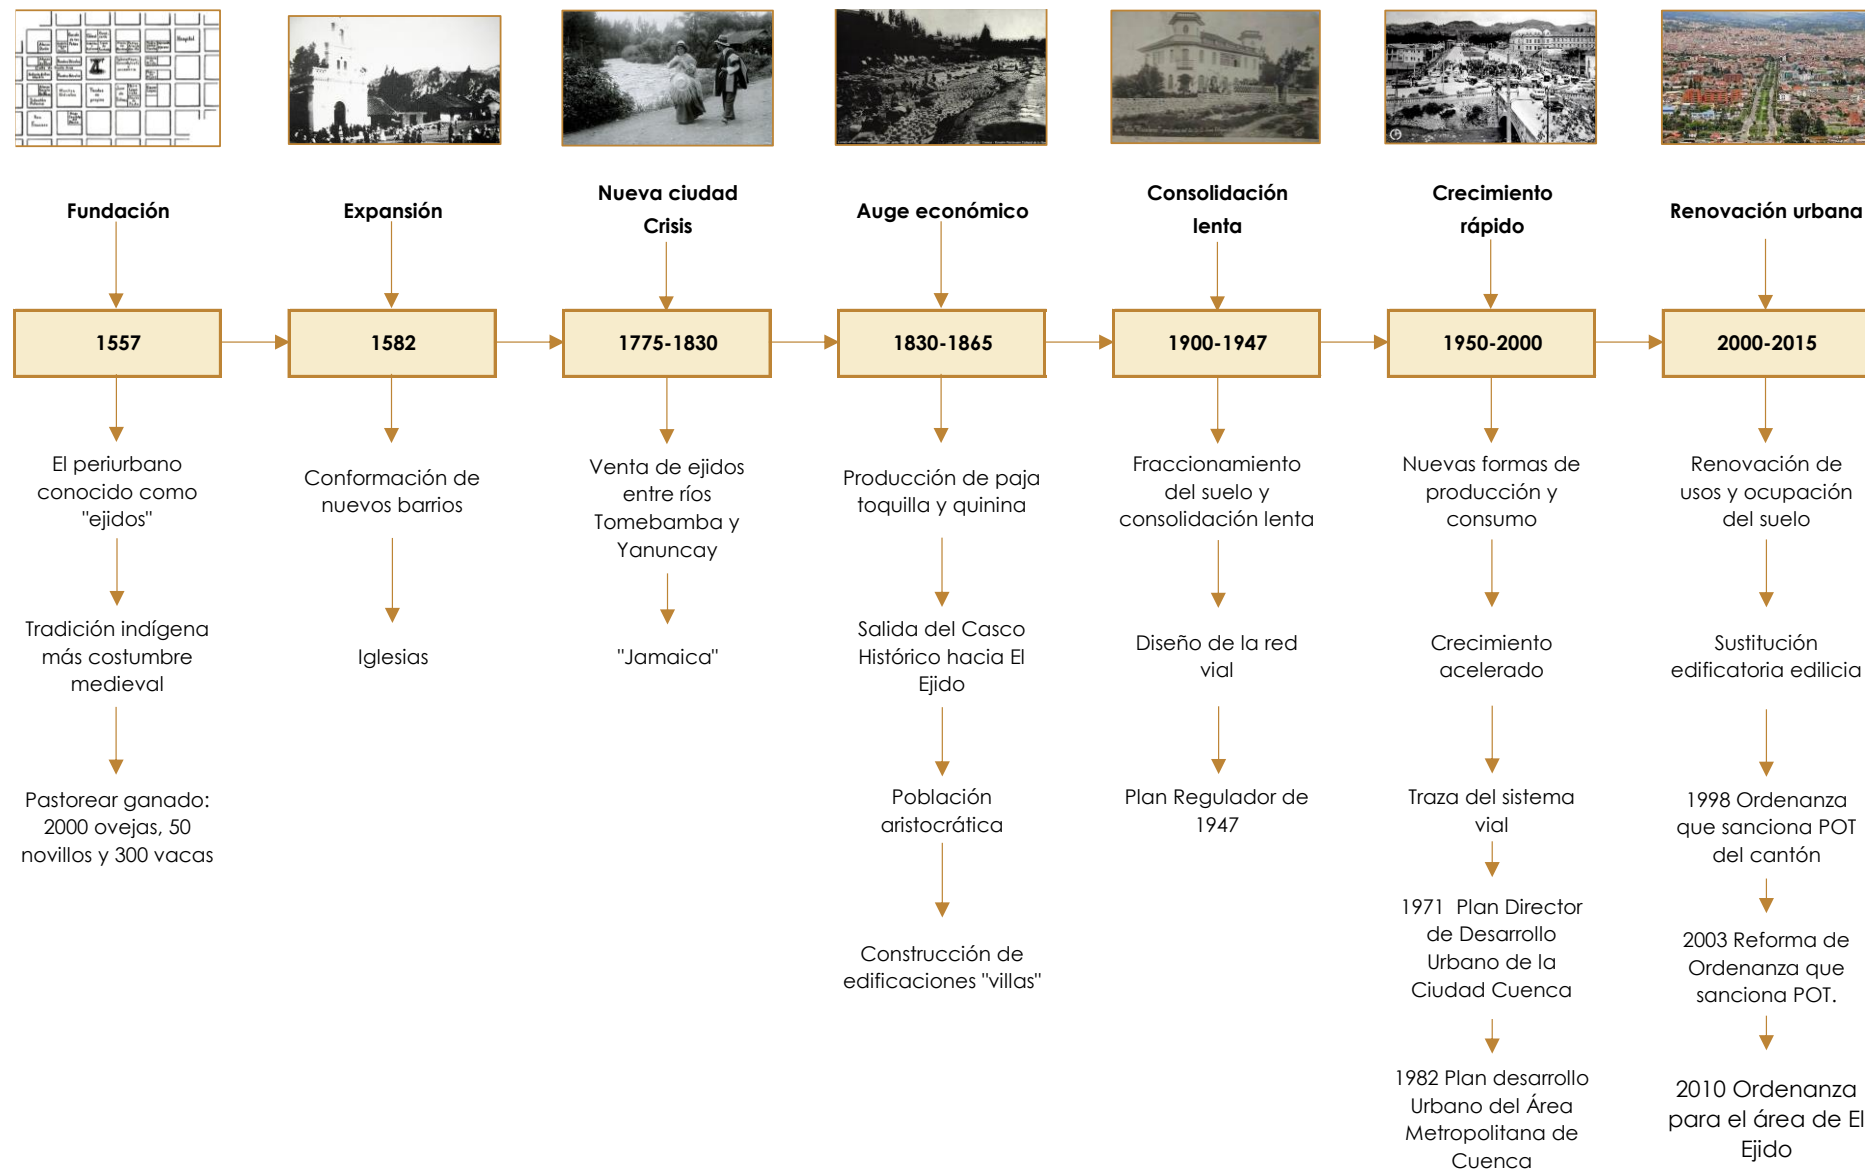 Hospital
Fundación
Expansión
Nueva ciudad
Crisis
Auge económico
Consolidación
lenta
Crecimiento
rápido
Renovación urbana
1557
1582
1775-1830
1830-1865
1900-1947
1950-2000
2000-2015
El periurbano
conocido como
"ejidos"
Tradición indígena
más costumbre
medieval
Pastorear ganado:
2000 ovejas, 50
novillos y 300 vacas
Conformación de
nuevos barrios
Iglesias
Venta de ejidos
entre ríos
Tomebamba y
Yanuncay
"Jamaica"
Producción de paja
toquilla y quinina
Salida del Casco
Histórico hacia El
Ejido
Población
aristocrática
Construcción de
edificaciones "villas"
Fraccionamiento
del suelo y
consolidación lenta
Diseño de la red
vial
Plan Regulador de
1947
Nuevas formas de
producción y
consumo
Crecimiento
acelerado
Traza del sistema
vial
1971 Plan Director
de Desarrollo
Urbano de la
Ciudad Cuenca
1982 Plan desarrollo
Urbano del Área
Metropolitana de
Cuenca
Renovación de
usos y ocupación
del suelo
Sustitución
edificatoria edilicia
1998 Ordenanza
que sanciona POT
del cantón
2003 Reforma de
Ordenanza que
sanciona POT.
2010 Ordenanza
para el área de El
Ejido